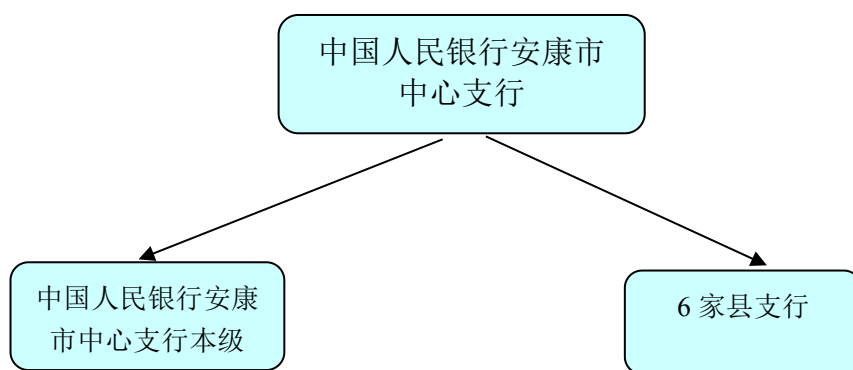 中国人民银行安康市
中心支行
中国人民银行安康
市中心支行本级
6 家县支行